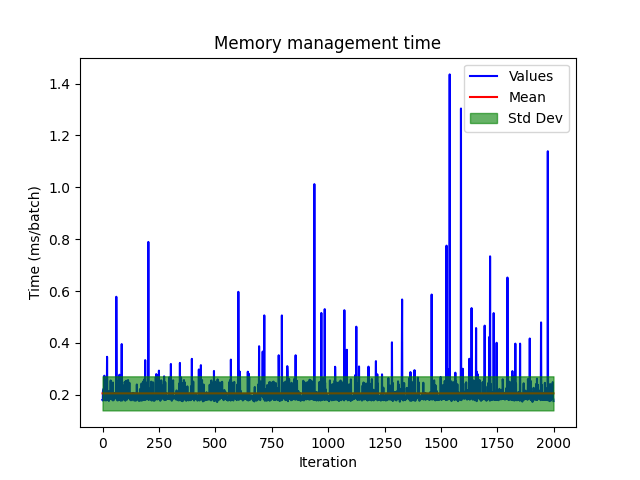 Memory management time
Values
Mean
Std Dev
1.4
1.2
1.0
0.8
0.6
0.4
0.2
Time (ms/batch)
0 250 500 750 1000 1250 1500 1750 2000
Iteration